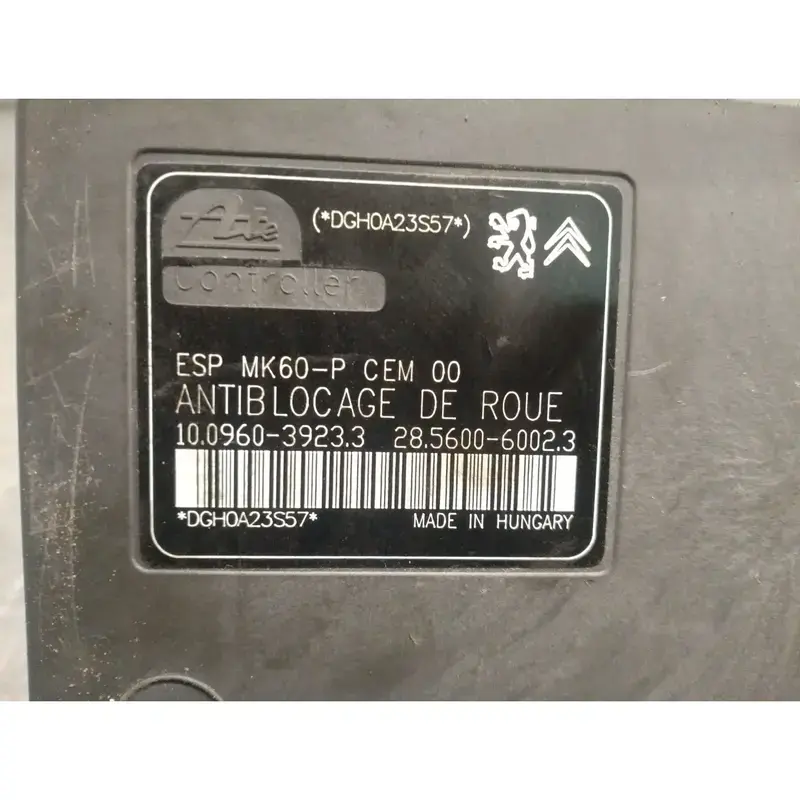 Ate
(*DGH0A23S57*)
Controller
ESP MK60-P CEM 00
ANTIBLOCAGE DE ROUE
10.0960-3923.3 28.5600-6002.3
*DGH0A23S57* MADE IN HUNGARY